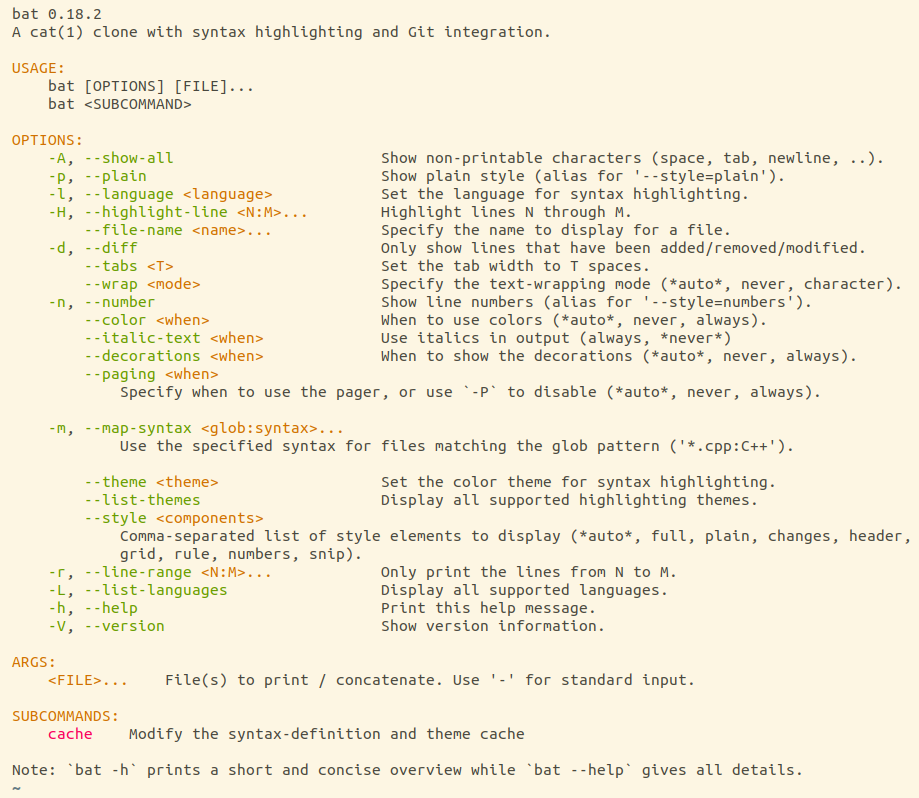 bat 0.18.2
A cat(1) clone with syntax highlighting and Git integration.

USAGE:
    bat [OPTIONS] [FILE]...
    bat <SUBCOMMAND>

OPTIONS:
    -A, --show-all                       Show non-printable characters (space, tab, newline, ..).
    -p, --plain                          Show plain style (alias for '--style=plain').
    -l, --language <language>            Set the language for syntax highlighting.
    -H, --highlight-line <N:M>...        Highlight lines N through M.
        --file-name <name>...            Specify the name to display for a file.
    -d, --diff                           Only show lines that have been added/removed/modified.
        --tabs <T>                       Set the tab width to T spaces.
        --wrap <mode>                    Specify the text-wrapping mode (*auto*, never, character).
    -n, --number                         Show line numbers (alias for '--style=numbers').
        --color <when>                   When to use colors (*auto*, never, always).
        --italic-text <when>             Use italics in output (always, *never*)
        --decorations <when>             When to show the decorations (*auto*, never, always).
        --paging <when>
            Specify when to use the pager, or use `-P` to disable (*auto*, never, always).

    -m, --map-syntax <glob:syntax>...
            Use the specified syntax for files matching the glob pattern ('*.cpp:C++').

        --theme <theme>                  Set the color theme for syntax highlighting.
        --list-themes                    Display all supported highlighting themes.
        --style <components>
            Comma-separated list of style elements to display (*auto*, full, plain, changes, header,
            grid, rule, numbers, snip).
    -r, --line-range <N:M>...            Only print the lines from N to M.
    -L, --list-languages                 Display all supported languages.
    -h, --help                           Print this help message.
    -V, --version                        Show version information.

ARGS:
    <FILE>...    File(s) to print / concatenate. Use '-' for standard input.

SUBCOMMANDS:
    cache    Modify the syntax-definition and theme cache

Note: `bat -h` prints a short and concise overview while `bat --help` gives all details.
~